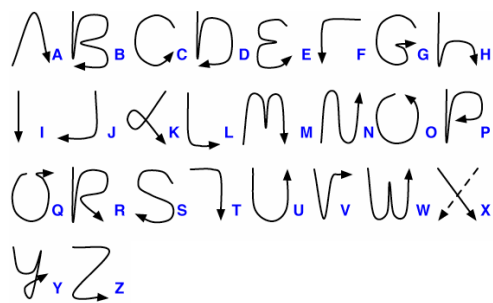 A B C D E F G H
I J K L M N O P
Q R S T U V W X
Y Z